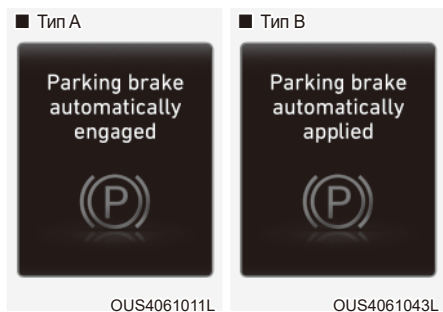 ■ Тип A
Parking brake
automatically
engaged
P
OUS4061011L
■ Тип B
Parking brake
automatically
applied
P
OUS4061043L